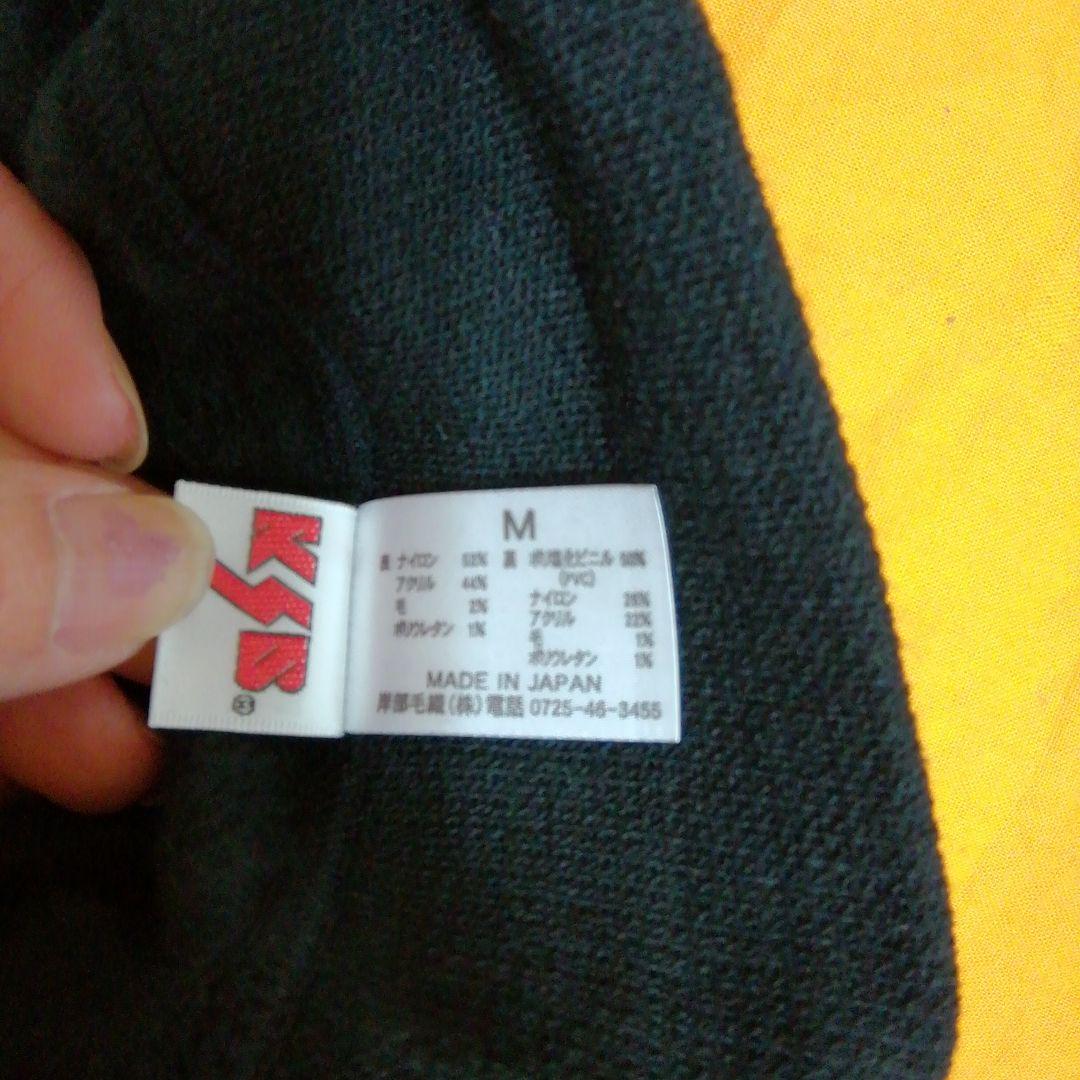 KSB
③
M
表 ナイロン 53%
アクリル 44%
毛 2%
ポリウレタン 1%
裏 ポリ塩化ビニル 50%
(PVC)
ナイロン 26%
アクリル 22%
毛 1%
ポリウレタン 1%
MADE IN JAPAN
岸部毛織(株)電話 0725-46-3455